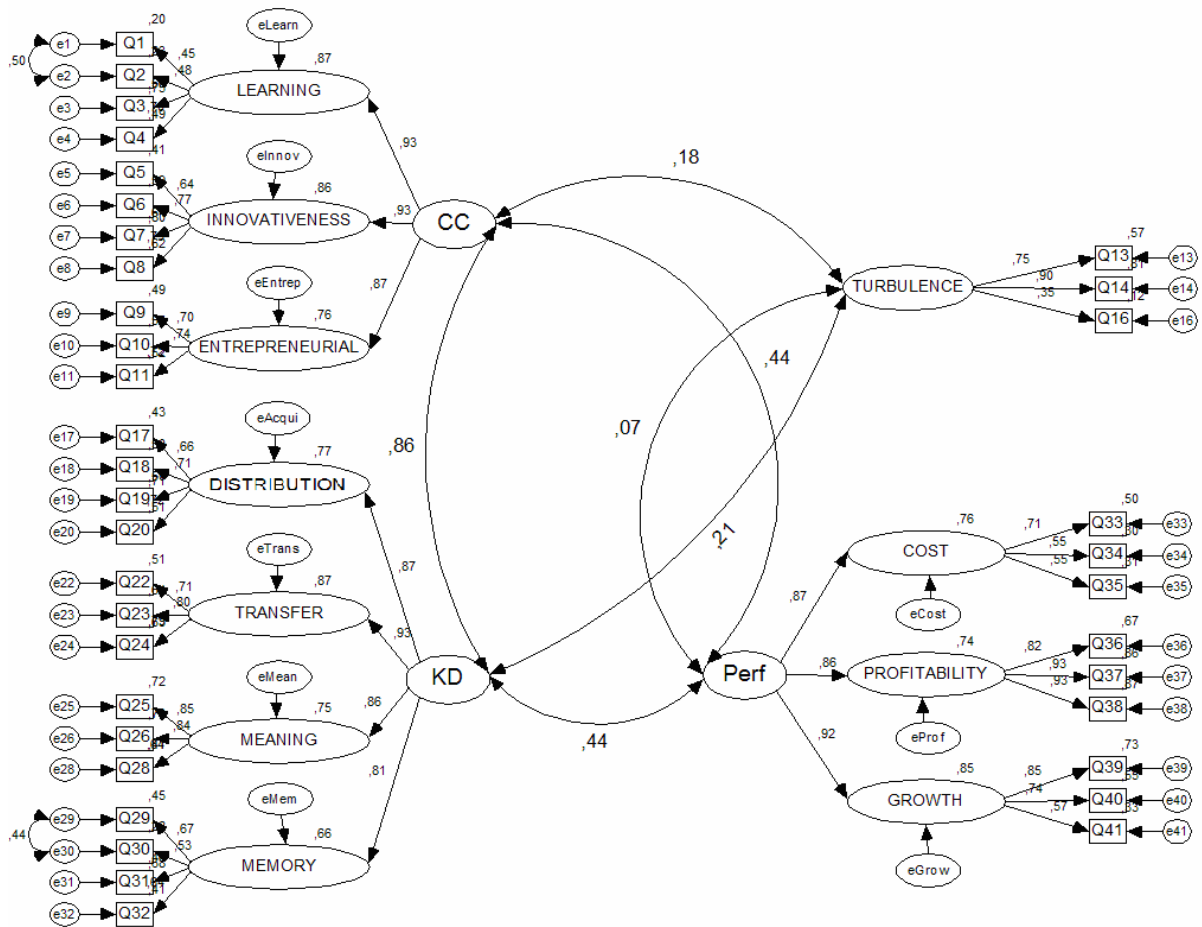 ,20
eLearn
e1 Q1
,45 ,87
,50
e2 Q2 ,48
LEARNING
e3 Q3
e4 Q4 ,49
,93
,41
eInnov
,18
e5 Q5
,64 ,86
e6 Q6 ,77
INNOVATIVENESS ,93 CC
e7 Q7
e8 Q8 ,62
,57
,75 Q13 e13
eEntrep
,87
TURBULENCE ,90 Q14 e14
,35 ,12
Q16 e16
,49
e9 Q9 ,70 ,76
e10 Q10 ,74
ENTREPRENEURIAL
e11 Q11
,44
,43
eAcqui
,07
e17 Q17
,66 ,77
,86
e18 Q18 ,71
DISTRIBUTION
e19 Q19 ,71
e20 Q20 ,51
,50
,76 ,71 Q33 e33
,21
COST ,55 Q34 e34
,55 ,31
Q35 e35
,51
eTrans
,87
e22 Q22 ,71 ,87
e23 Q23 ,80
TRANSFER
e24 Q24
,93
,87
eCost
,67
,72
eMean
KD
Perf
,74 ,82 Q36 e36
,86 PROFITABILITY ,93 Q37 e37
,93 Q38 e38
e25 Q25 ,85 ,75
,86
e26 Q26 ,84
MEANING
e28 Q28
,44
,92
eProf
,81
,45
eMem
,73
,85 ,85 Q39 e39
GROWTH ,74 Q40 e40
,57 ,33
Q41 e41
e29 Q29 ,67 ,66
,44
e30 Q30 ,53
MEMORY
e31 Q31
e32 Q32 ,41
eGrow